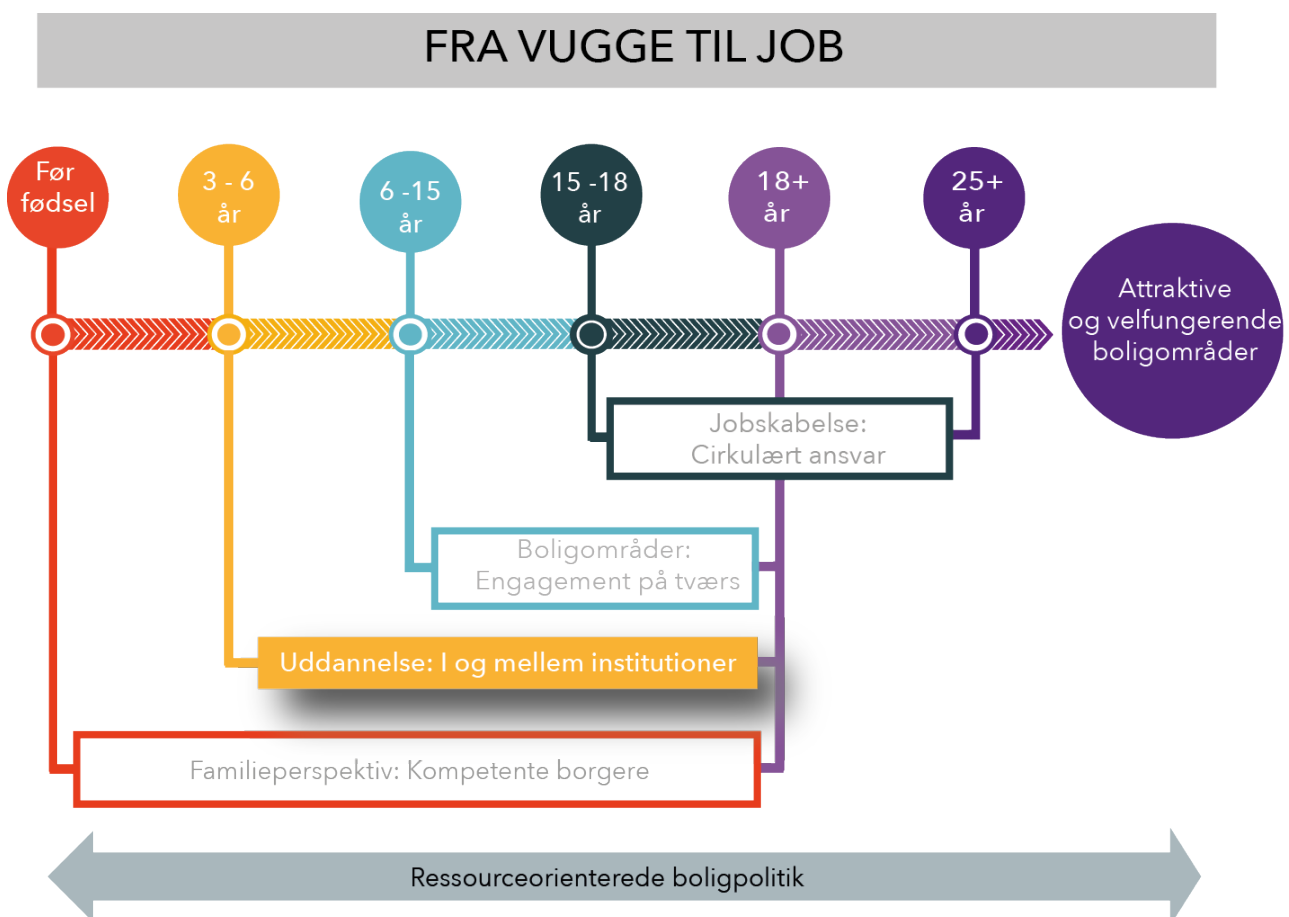 FRA VUGGE TIL JOB
Før
fødsel
3 - 6
år
6 -15
år
15 -18
år
18+
år
25+
år
Attraktive
og velfungerende
boligområder
Jobskabelse:
Cirkulært ansvar
Boligområder:
Engagement på tværs
Uddannelse: I og mellem institutioner
Familieperspektiv: Kompetente borgere
Ressourceorienterede boligpolitik